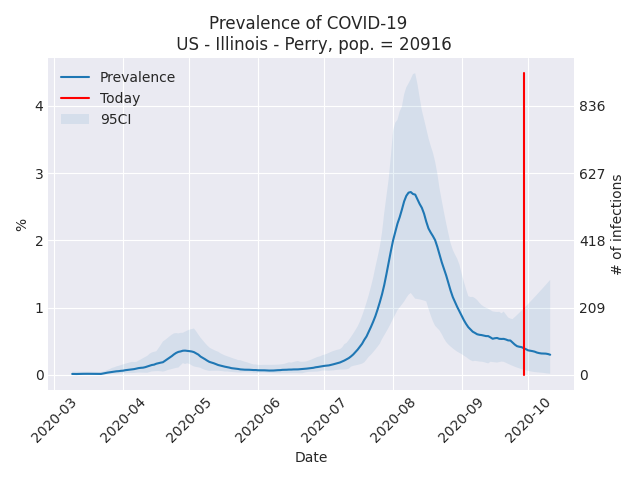 Prevalence of COVID-19
US - Illinois - Perry, pop. = 20916
Prevalence
Today
95CI
4
3
2
1
0
%
836
627
418
209
0
# of infections
2020-03
2020-04
2020-05
2020-06
2020-07
2020-08
2020-09
2020-10
Date